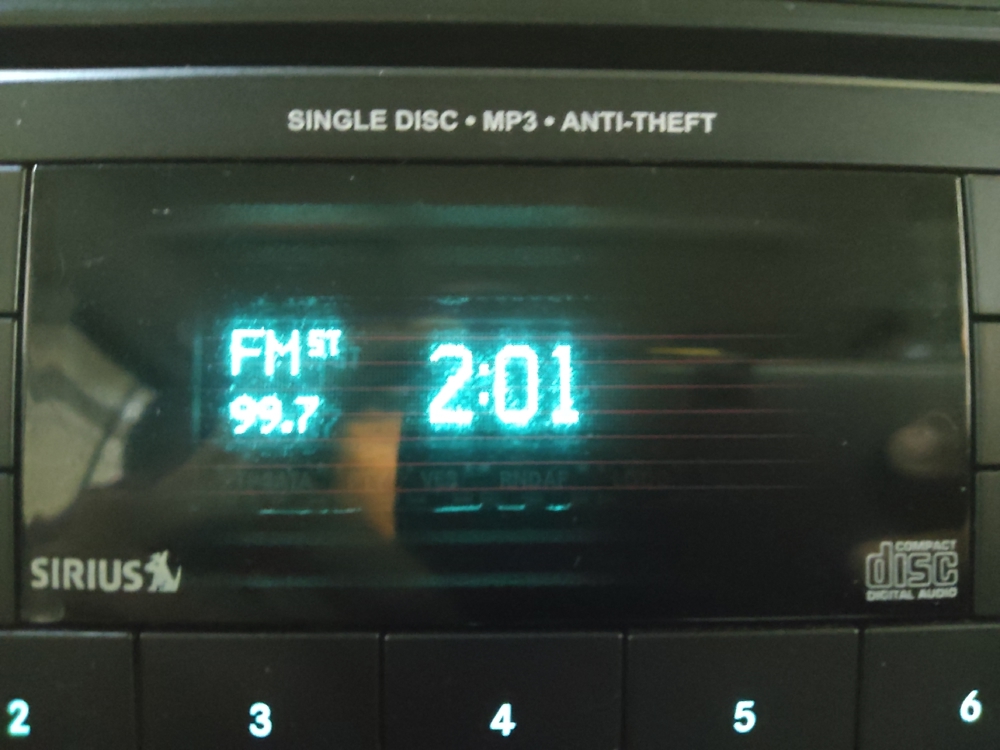 SINGLE DISC • MP3 • ANTI-THEFT
FM ST 2:01
99.7
SIRIUS
COMPACT
disc
DIGITAL AUDIO
2 3 4 5 6